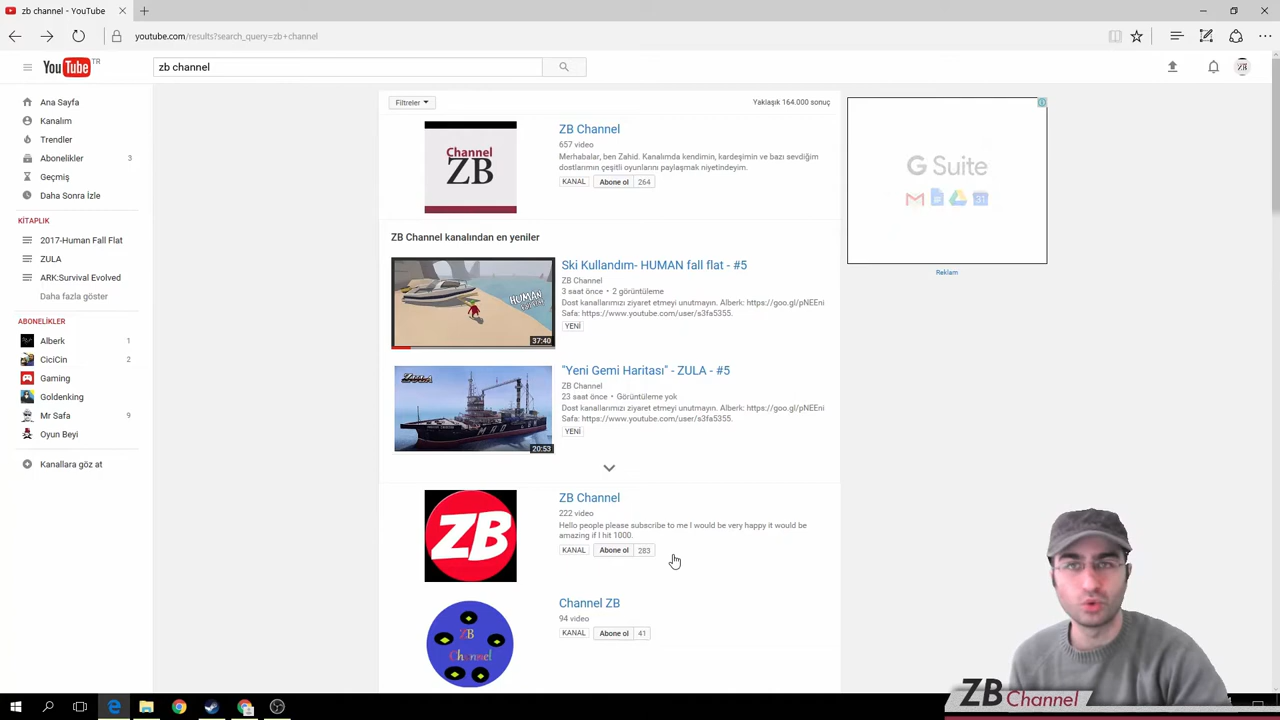 zb channel - YouTube
youtube.com/results?search_query=zb+channel
YouTube TR
zb channel
Ana Sayfa
Kanalım
Trendler
Abonelikler 3
Geçmiş
Daha Sonra İzle
KİTAPLIK
2017-Human Fall Flat
ZULA
ARK:Survival Evolved
Daha fazla göster
ABONELİKLER
Alberk 1
CiciCin 2
Gaming
Goldenking
Mr Safa 9
Oyun Beyi
Kanallara göz at
Filtreler
Yaklaşık 164.000 sonuç
Channel
ZB
ZB Channel
657 video
Merhabalar, ben Zahid. Kanalımda kendimin, kardeşimin ve bazı sevdiğim
dostlarımın çeşitli oyunlarını paylaşmak niyetindeyim.
KANAL Abone ol 264
ZB Channel kanalından en yeniler
HUMAN
37:40
Ski Kullandım- HUMAN fall flat - #5
ZB Channel
3 saat önce • 2 görüntüleme
Dost kanallarımızı ziyaret etmeyi unutmayın. Alberk: https://goo.gl/pNEEni
Safa: https://www.youtube.com/user/s3fa5355.
YENİ
ZULA
20:53
"Yeni Gemi Haritası" - ZULA - #5
ZB Channel
23 saat önce • Görüntüleme yok
Dost kanallarımızı ziyaret etmeyi unutmayın. Alberk: https://goo.gl/pNEEni
Safa: https://www.youtube.com/user/s3fa5355.
YENİ
ZB
ZB Channel
222 video
Hello people please subscribe to me I would be very happy it would be
amazing if I hit 1000.
KANAL Abone ol 283
ZB
Channel
Channel ZB
94 video
KANAL Abone ol 41
G Suite
Reklam
ZB Channel